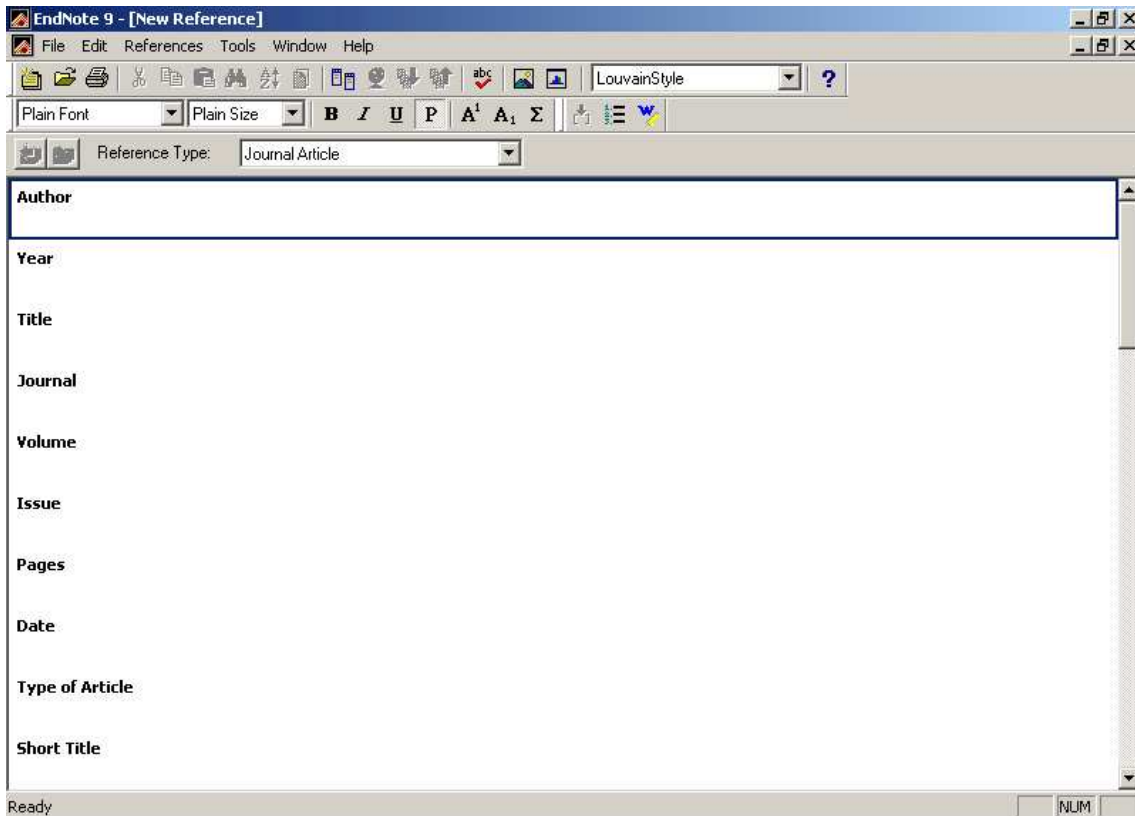 EndNote 9 - [New Reference]
File Edit References Tools Window Help
abc LouvainStyle ?
Plain Font Plain Size B I U P A¹ A₁ Σ
Reference Type: Journal Article
Author
Year
Title
Journal
Volume
Issue
Pages
Date
Type of Article
Short Title
Ready NUM